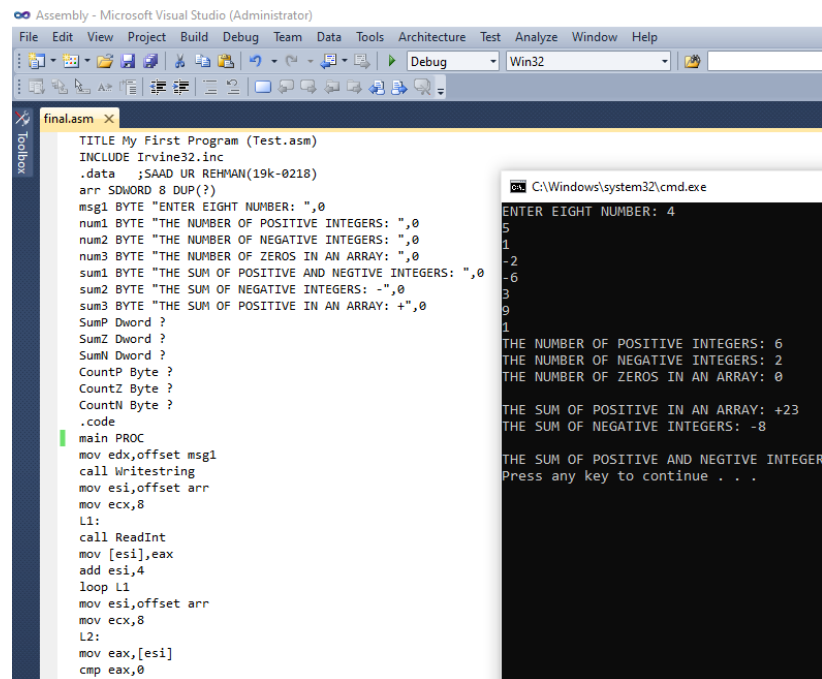 Assembly - Microsoft Visual Studio (Administrator)
File Edit View Project Build Debug Team Data Tools Architecture Test Analyze Window Help
Debug Win32
Toolbox
final.asm
TITLE My First Program (Test.asm)
INCLUDE Irvine32.inc
.data ;SAAD UR REHMAN(19k-0218)
arr SDWORD 8 DUP(?)
msg1 BYTE "ENTER EIGHT NUMBER: ",0
num1 BYTE "THE NUMBER OF POSITIVE INTEGERS: ",0
num2 BYTE "THE NUMBER OF NEGATIVE INTEGERS: ",0
num3 BYTE "THE NUMBER OF ZEROS IN AN ARRAY: ",0
sum1 BYTE "THE SUM OF POSITIVE AND NEGTIVE INTEGERS: ",0
sum2 BYTE "THE SUM OF NEGATIVE INTEGERS: -",0
sum3 BYTE "THE SUM OF POSITIVE IN AN ARRAY: +",0
SumP Dword ?
SumZ Dword ?
SumN Dword ?
CountP Byte ?
CountZ Byte ?
CountN Byte ?
.code
main PROC
mov edx,offset msg1
call Writestring
mov esi,offset arr
mov ecx,8
L1:
call ReadInt
mov [esi],eax
add esi,4
loop L1
mov esi,offset arr
mov ecx,8
L2:
mov eax,[esi]
cmp eax,0
C:\Windows\system32\cmd.exe
ENTER EIGHT NUMBER: 4
5
1
-2
-6
3
9
1
THE NUMBER OF POSITIVE INTEGERS: 6
THE NUMBER OF NEGATIVE INTEGERS: 2
THE NUMBER OF ZEROS IN AN ARRAY: 0
THE SUM OF POSITIVE IN AN ARRAY: +23
THE SUM OF NEGATIVE INTEGERS: -8
THE SUM OF POSITIVE AND NEGTIVE INTEGER
Press any key to continue . . .